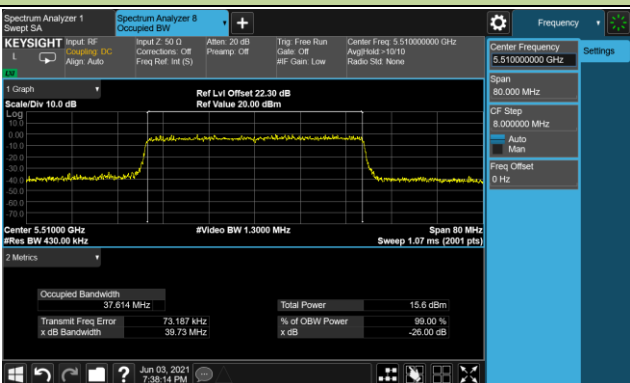 Spectrum Analyzer 1
Swept SA
Spectrum Analyzer 8
Occupied BW
Frequency
KEYSIGHT
L
Input: RF
Coupling: DC
Align: Auto
Input Z: 50 Ω
Corrections: Off
Freq Ref: Int (S)
Atten: 20 dB
Preamp: Off
Trig: Free Run
Gate: Off
#IF Gain: Low
Center Freq: 5.510000000 GHz
Avg|Hold:>10/10
Radio Std: None
Center Frequency
5.510000000 GHz
Settings
Span
80.000 MHz
CF Step
8.000000 MHz
Auto
Man
Freq Offset
0 Hz
1 Graph
Scale/Div 10.0 dB
Ref Lvl Offset 22.30 dB
Ref Value 20.00 dBm
Log
10.0
0.00
-10.0
-20.0
-30.0
-40.0
-50.0
-60.0
-70.0
Center 5.51000 GHz
#Res BW 430.00 kHz
#Video BW 1.3000 MHz
Span 80 MHz
Sweep 1.07 ms (2001 pts)
2 Metrics
Occupied Bandwidth
37.614 MHz
Total Power 15.6 dBm
Transmit Freq Error 73.187 kHz
% of OBW Power 99.00 %
x dB Bandwidth 39.73 MHz
x dB -26.00 dB
?
Jun 03, 2021
7:38:14 PM